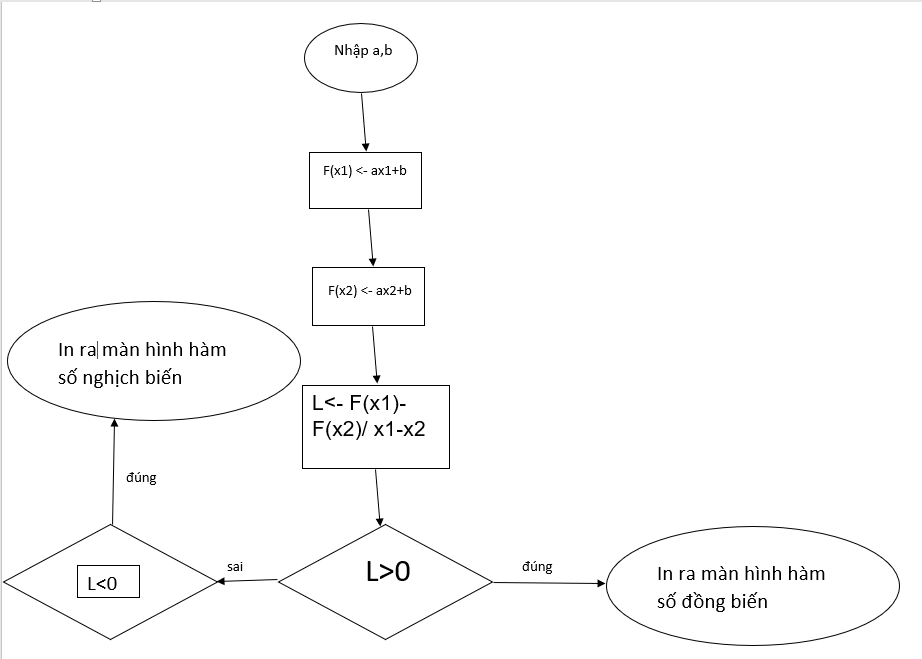 Nhập a,b
F(x1) <- ax1+b
F(x2) <- ax2+b
In ra màn hình hàm
số nghịch biến
L<- F(x1)-
F(x2)/ x1-x2
đúng
L<0
sai
L>0
đúng
In ra màn hình hàm
số đồng biến